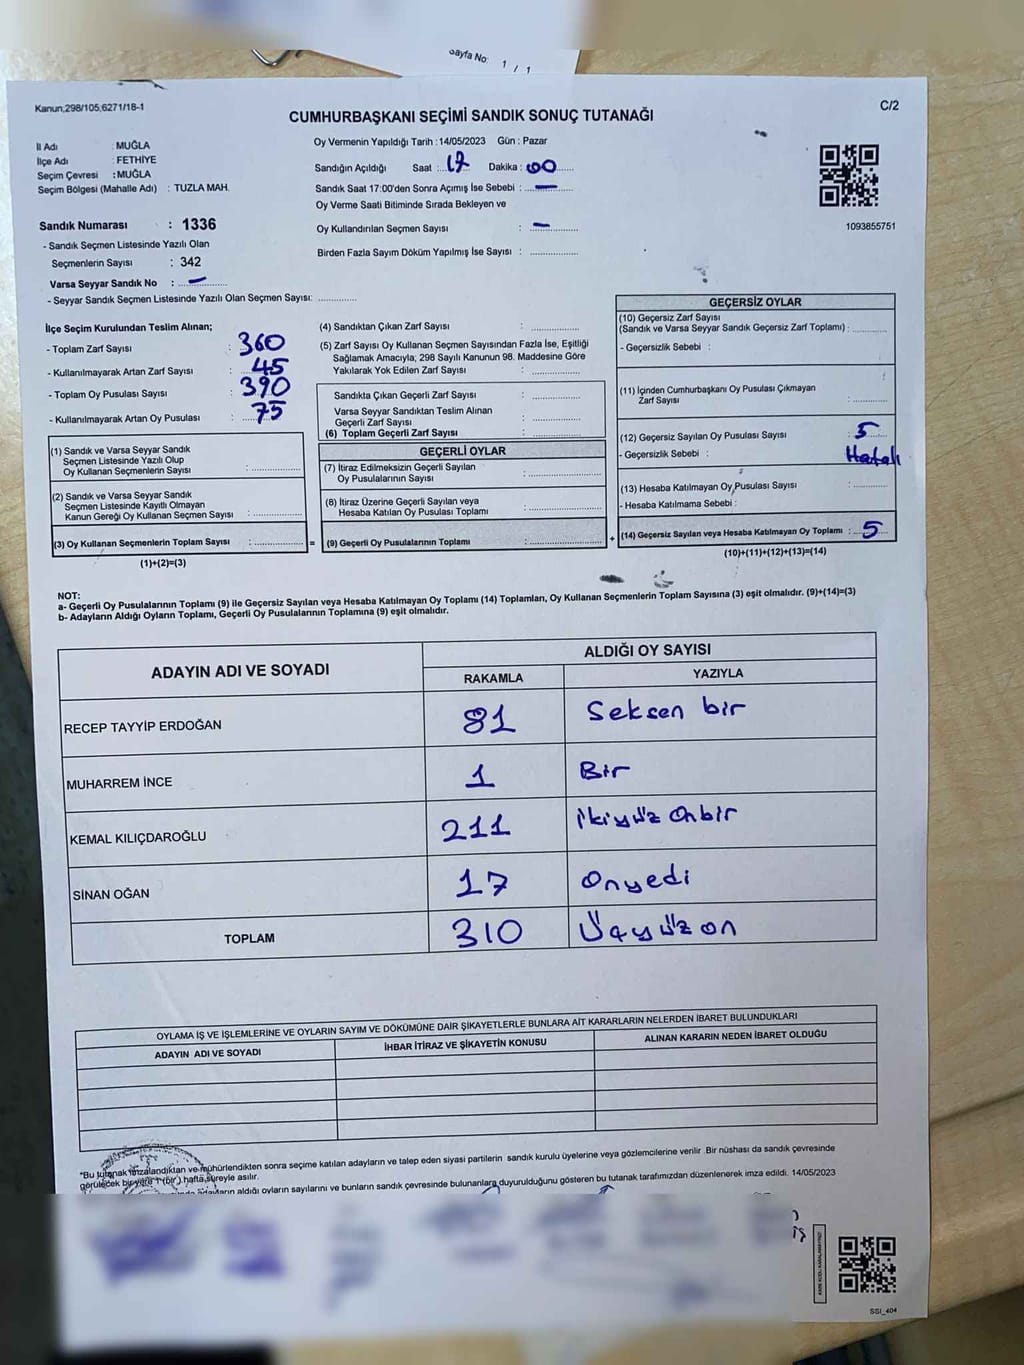 Sayfa No: 1 / 1
Kanun,298/105,6271/18-1
C/2
CUMHURBAŞKANI SEÇİMİ SANDIK SONUÇ TUTANAĞI
İl Adı : MUĞLA
İlçe Adı : FETHİYE
Seçim Çevresi : MUĞLA
Seçim Bölgesi (Mahalle Adı) : TUZLA MAH.
Oy Vermenin Yapıldığı Tarih :14/05/2023 Gün : Pazar
Sandığın Açıldığı Saat :..17.. Dakika : 00
Sandık Saat 17:00'den Sonra Açımış İse Sebebi : —
Oy Verme Saati Bitiminde Sırada Bekleyen ve
Oy Kullandırılan Seçmen Sayısı : —
Birden Fazla Sayım Döküm Yapılmış İse Sayısı : ................
1093855751
Sandık Numarası : 1336
- Sandık Seçmen Listesinde Yazılı Olan
Seçmenlerin Sayısı : 342
Varsa Seyyar Sandık No : —
- Seyyar Sandık Seçmen Listesinde Yazılı Olan Seçmen Sayısı: .............
İlçe Seçim Kurulundan Teslim Alınan;
- Toplam Zarf Sayısı : 360
- Kullanılmayarak Artan Zarf Sayısı : 45
- Toplam Oy Pusulası Sayısı : 390
- Kullanılmayarak Artan Oy Pusulası : 75
(1) Sandık ve Varsa Seyyar Sandık
Seçmen Listesinde Yazılı Olup
Oy Kullanan Seçmenlerin Sayısı :
(2) Sandık ve Varsa Seyyar Sandık
Seçmen Listesinde Kayıtlı Olmayan
Kanun Gereği Oy Kullanan Seçmen Sayısı :
(3) Oy Kullanan Seçmenlerin Toplam Sayısı : =
(1)+(2)=(3)
(4) Sandıktan Çıkan Zarf Sayısı :
(5) Zarf Sayısı Oy Kullanan Seçmen Sayısından Fazla İse, Eşitliği
Sağlamak Amacıyla; 298 Sayılı Kanunun 98. Maddesine Göre
Yakılarak Yok Edilen Zarf Sayısı :
Sandıkta Çıkan Geçerli Zarf Sayısı :
Varsa Seyyar Sandıktan Teslim Alınan
Geçerli Zarf Sayısı :
(6) Toplam Geçerli Zarf Sayısı :
GEÇERLİ OYLAR
(7) İtiraz Edilmeksizin Geçerli Sayılan
Oy Pusulalarının Sayısı :
(8) İtiraz Üzerine Geçerli Sayılan veya
Hesaba Katılan Oy Pusulası Toplamı :
(9) Geçerli Oy Pusulalarının Toplamı : +
GEÇERSİZ OYLAR
(10) Geçersiz Zarf Sayısı
(Sandık ve Varsa Seyyar Sandık Geçersiz Zarf Toplamı) :
- Geçersizlik Sebebi :
(11) İçinden Cumhurbaşkanı Oy Pusulası Çıkmayan
Zarf Sayısı :
(12) Geçersiz Sayılan Oy Pusulası Sayısı : 5
- Geçersizlik Sebebi : Hatalı
(13) Hesaba Katılmayan Oy Pusulası Sayısı :
- Hesaba Katılmama Sebebi :
(14) Geçersiz Sayılan veya Hesaba Katılmayan Oy Toplamı : 5
(10)+(11)+(12)+(13)=(14)
NOT:
a- Geçerli Oy Pusulalarının Toplamı (9) ile Geçersiz Sayılan veya Hesaba Katılmayan Oy Toplamı (14) Toplamları, Oy Kullanan Seçmenlerin Toplam Sayısına (3) eşit olmalıdır. (9)+(14)=(3)
b- Adayların Aldığı Oyların Toplamı, Geçerli Oy Pusulalarının Toplamına (9) eşit olmalıdır.
ADAYIN ADI VE SOYADI
ALDIĞI OY SAYISI
RAKAMLA YAZIYLA
RECEP TAYYİP ERDOĞAN 81 Seksen bir
MUHARREM İNCE 1 Bir
KEMAL KILIÇDAROĞLU 211 ikiyüz onbir
SİNAN OĞAN 17 Onyedi
TOPLAM 310 Üçyüz on
OYLAMA İŞ VE İŞLEMLERİNE VE OYLARIN SAYIM VE DÖKÜMÜNE DAİR ŞİKAYETLERLE BUNLARA AİT KARARLARIN NELERDEN İBARET BULUNDUKLARI
ADAYIN ADI VE SOYADI İHBAR İTİRAZ VE ŞİKAYETİN KONUSU ALINAN KARARIN NEDEN İBARET OLDUĞU
*Bu tutanak imzalandıktan ve mühürlendikten sonra seçime katılan adayların ve talep eden siyasi partilerin sandık kurulu üyelerine veya gözlemcilerine verilir .Bir nüshası da sandık çevresinde
görülecek bir yere 1 (bir ) hafta süreyle asılır.
adayların aldığı oyların sayılarını ve bunların sandık çevresinde bulunanlara duyurulduğunu gösteren bu tutanak tarafımızdan düzenlenerek imza edildi. 14/05/2023
SSI_404